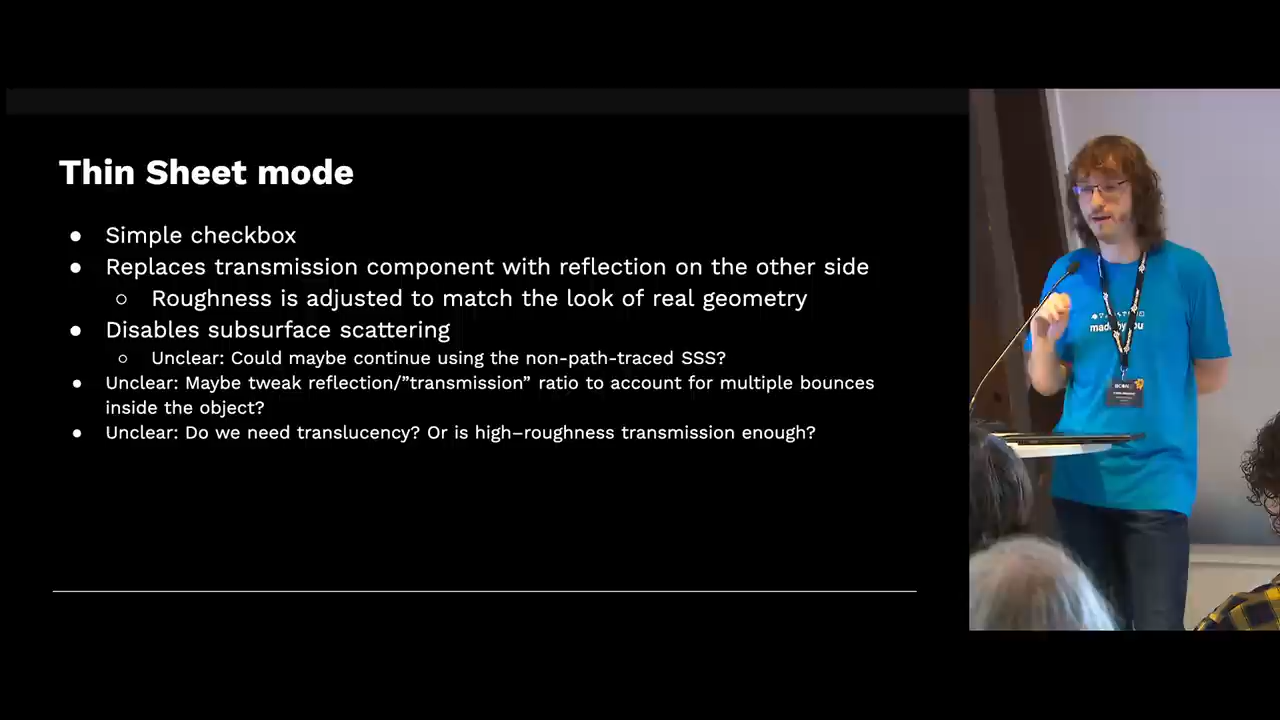 Thin Sheet mode
● Simple checkbox
● Replaces transmission component with reflection on the other side
○ Roughness is adjusted to match the look of real geometry
● Disables subsurface scattering
○ Unclear: Could maybe continue using the non-path-traced SSS?
● Unclear: Maybe tweak reflection/”transmission” ratio to account for multiple bounces
inside the object?
● Unclear: Do we need translucency? Or is high–roughness transmission enough?
made by you